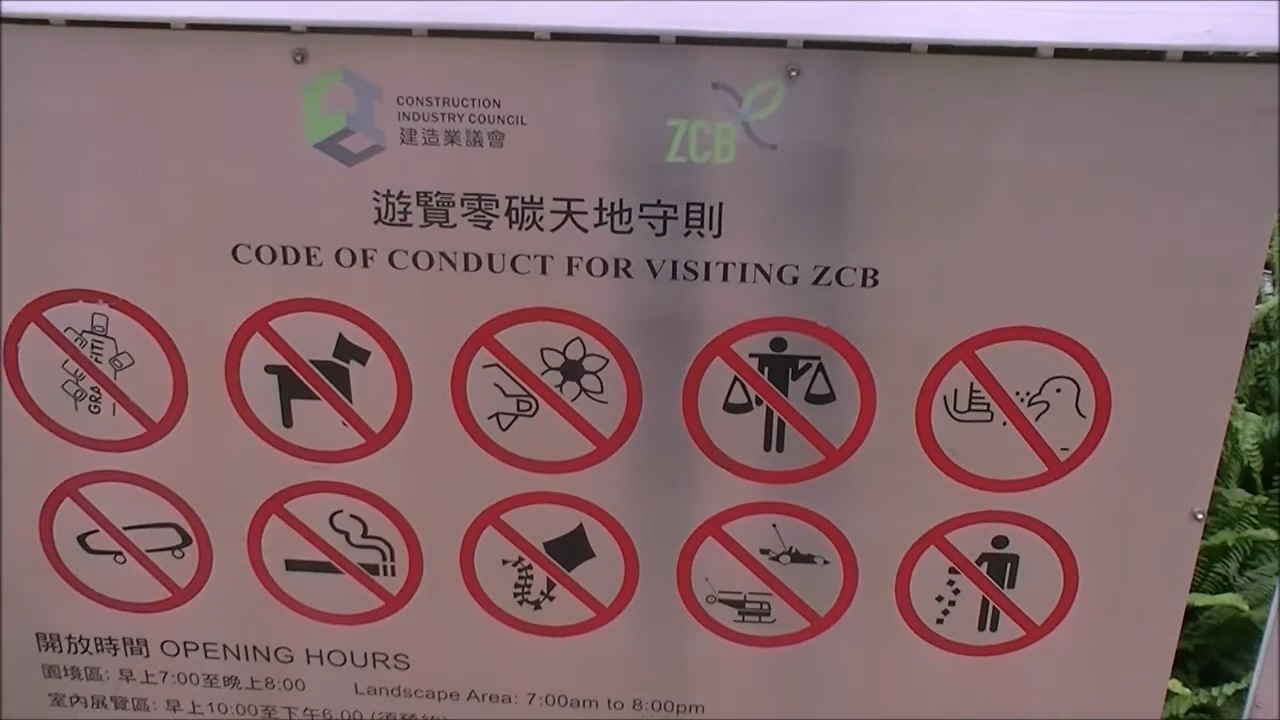 CONSTRUCTION
INDUSTRY COUNCIL
建造業議會
ZCB
遊覽零碳天地守則
CODE OF CONDUCT FOR VISITING ZCB
GRA FITI
開放時間 OPENING HOURS
園境區: 早上7:00至晚上8:00 Landscape Area: 7:00am to 8:00pm
室內展覽區: 早上10:00至下午6:00